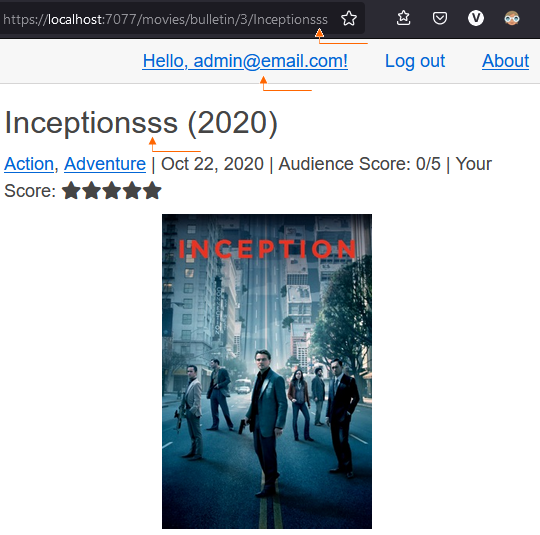 https://localhost:7077/movies/bulletin/3/Inceptionsss
V
Hello, admin@email.com! Log out About
Inceptionsss (2020)
Action, Adventure | Oct 22, 2020 | Audience Score: 0/5 | Your
Score:
INCEPTION